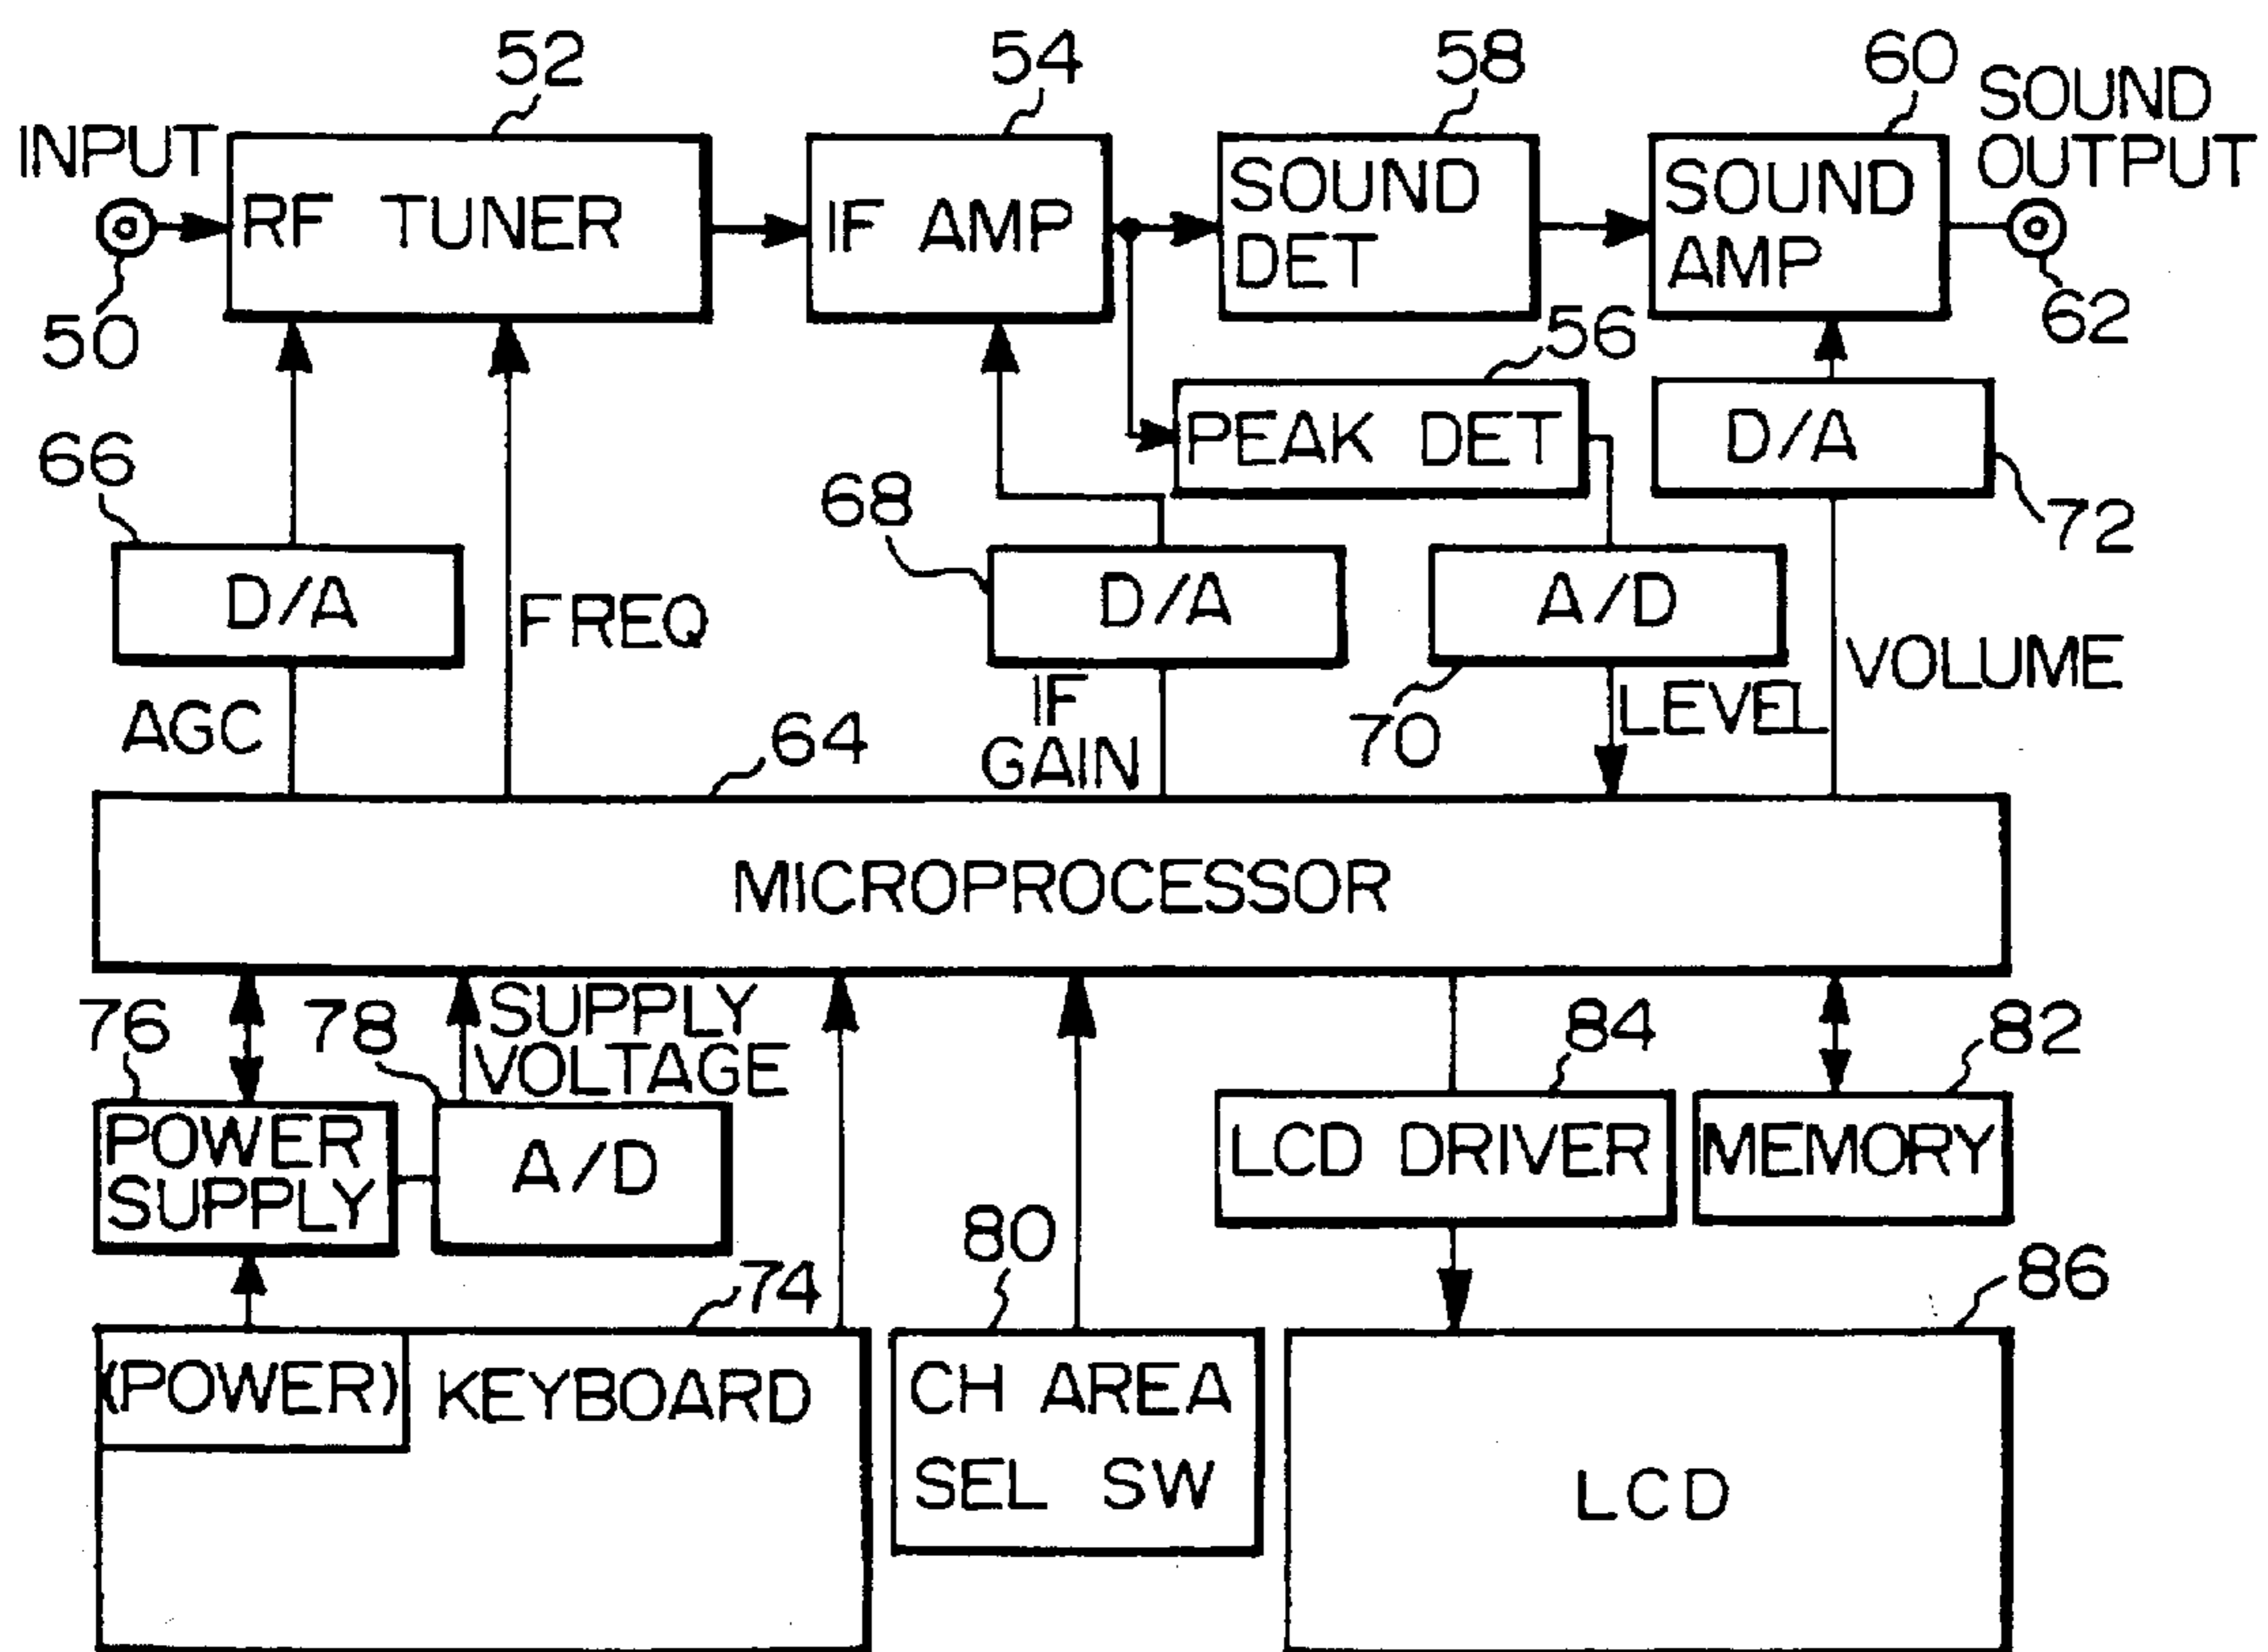 52
54
58
60
SOUND
OUTPUT
INPUT
RF TUNER
IF AMP
SOUND
DET
SOUND
AMP
50
62
56
PEAK DET
D/A
66
68
72
D/A
FREQ
D/A
A/D
VOLUME
AGC
IF
GAIN
70
LEVEL
64
MICROPROCESSOR
76
78
SUPPLY
VOLTAGE
84
82
POWER
SUPPLY
A/D
LCD DRIVER
MEMORY
80
74
86
(POWER)
KEYBOARD
CH AREA
SEL SW
LCD